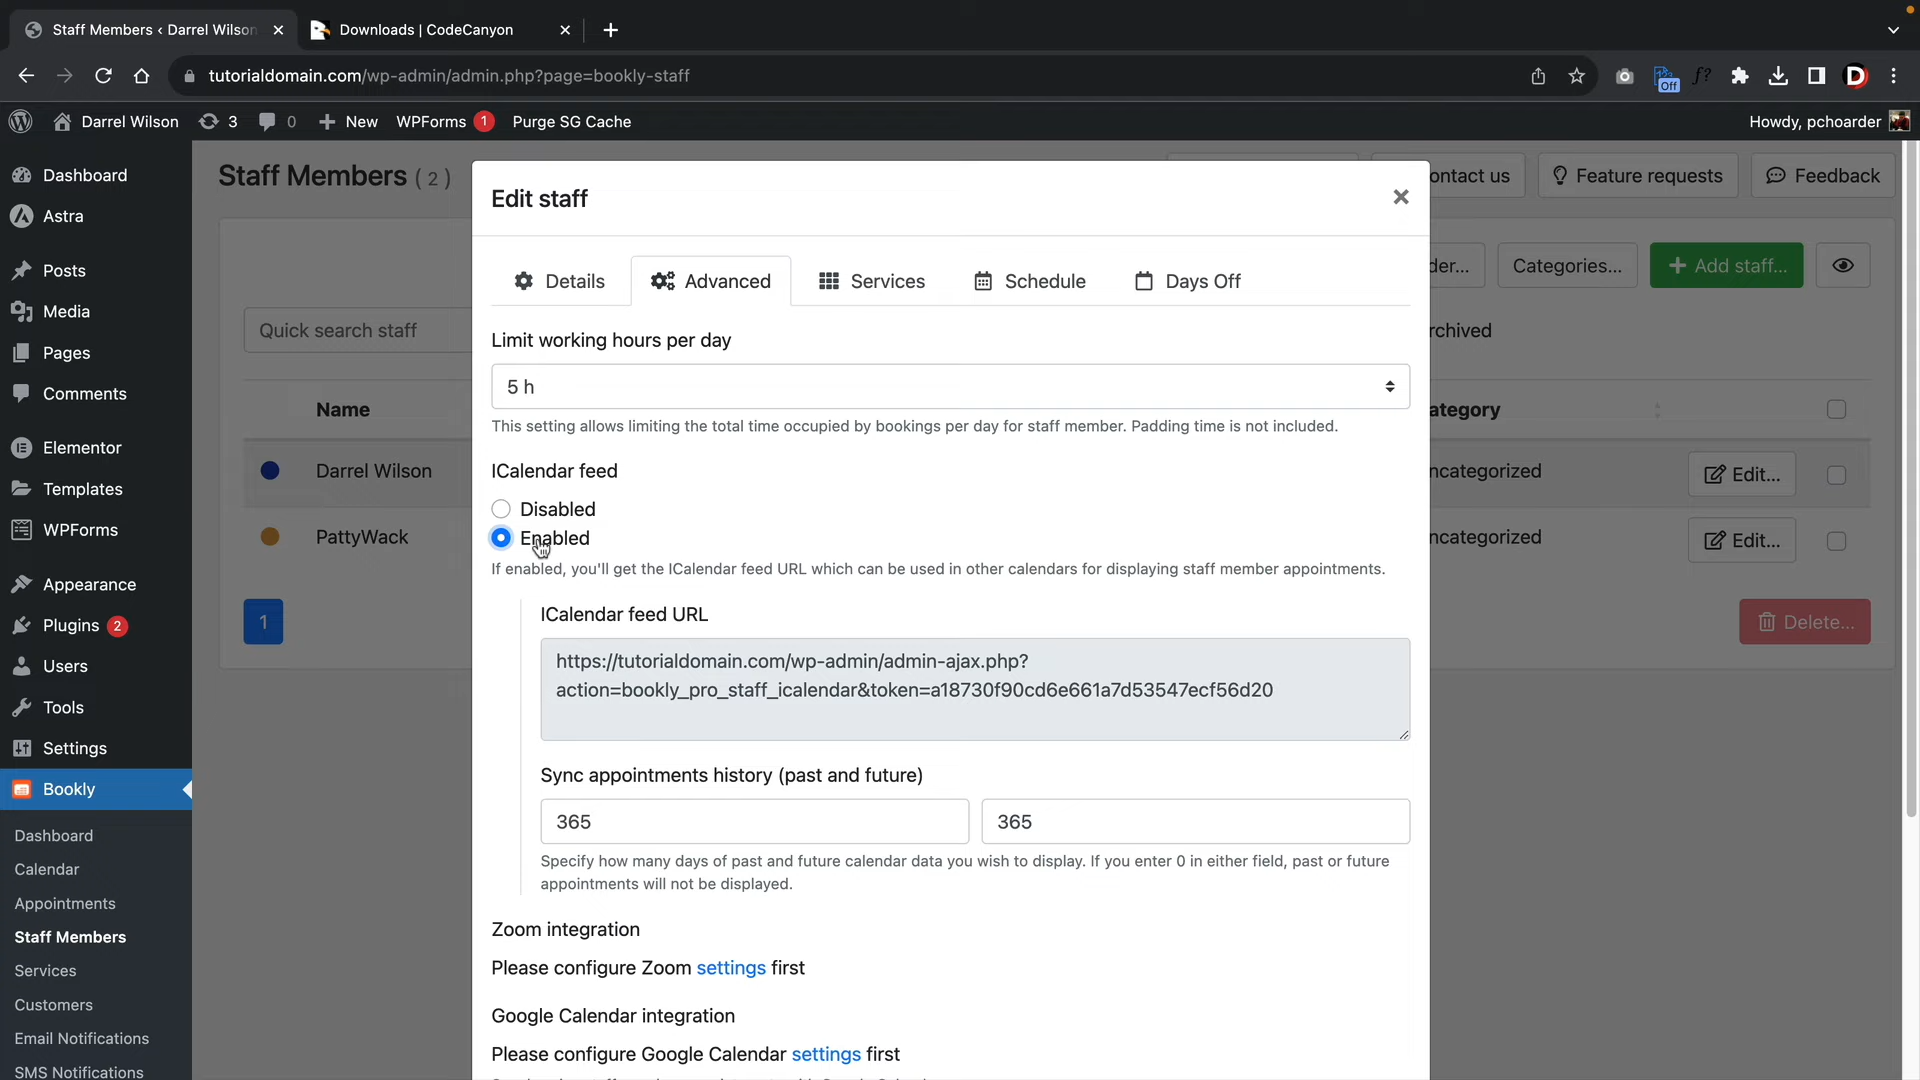 Staff Members ‹ Darrel Wilson
Downloads | CodeCanyon
tutorialdomain.com/wp-admin/admin.php?page=bookly-staff
Off
f?
D
Darrel Wilson
3
0
New
WPForms 1
Purge SG Cache
Howdy, pchoarder
Dashboard
Astra
Posts
Media
Pages
Comments
Elementor
Templates
WPForms
Appearance
Plugins 2
Users
Tools
Settings
Bookly
Dashboard
Calendar
Appointments
Staff Members
Services
Customers
Email Notifications
SMS Notifications
Staff Members ( 2 )
ontact us
Feature requests
Feedback
Categories...
+ Add staff...
Quick search staff
rchived
Name
ategory
Darrel Wilson
ncategorized
Edit...
PattyWack
ncategorized
Edit...
1
Delete...
Edit staff
Details
Advanced
Services
Schedule
Days Off
Limit working hours per day
5 h
This setting allows limiting the total time occupied by bookings per day for staff member. Padding time is not included.
ICalendar feed
Disabled
Enabled
If enabled, you'll get the ICalendar feed URL which can be used in other calendars for displaying staff member appointments.
ICalendar feed URL
https://tutorialdomain.com/wp-admin/admin-ajax.php?
action=bookly_pro_staff_icalendar&token=a18730f90cd6e661a7d53547ecf56d20
Sync appointments history (past and future)
365
365
Specify how many days of past and future calendar data you wish to display. If you enter 0 in either field, past or future
appointments will not be displayed.
Zoom integration
Please configure Zoom settings first
Google Calendar integration
Please configure Google Calendar settings first